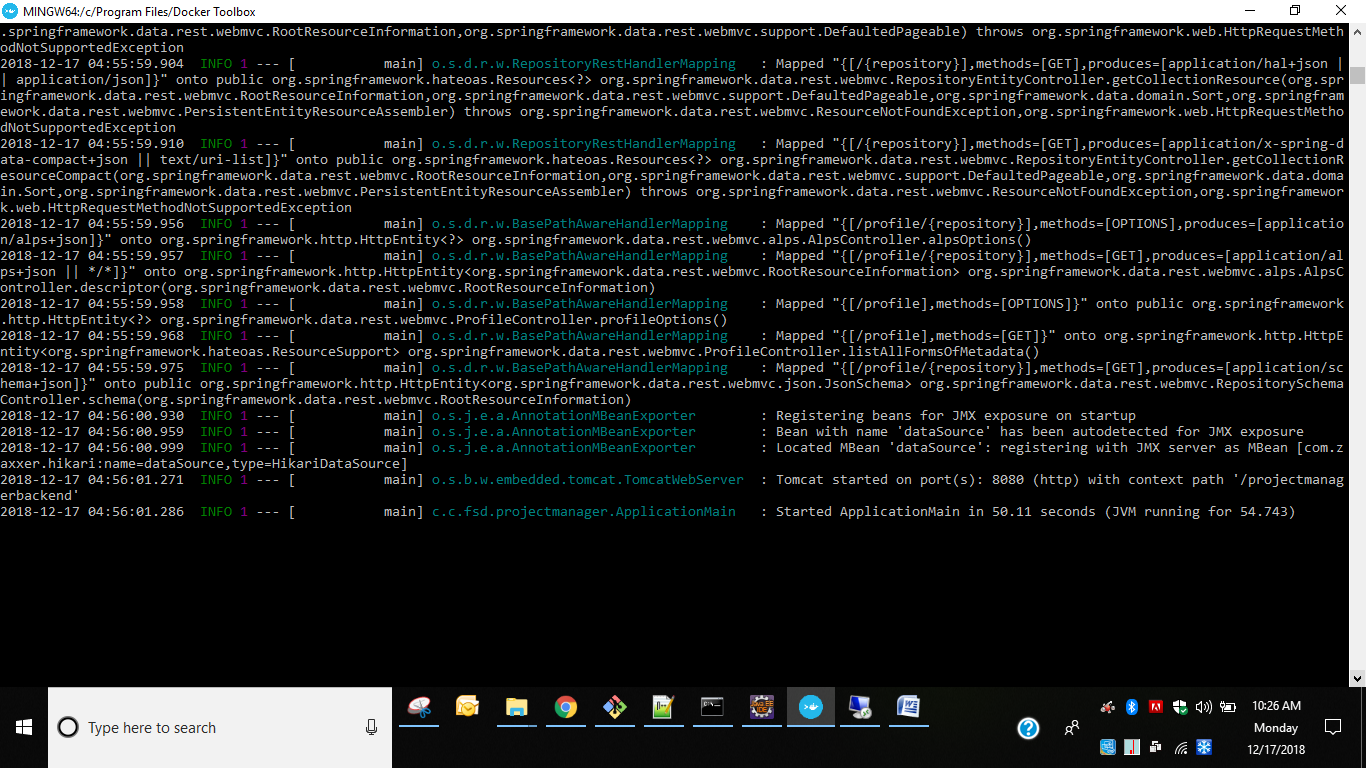 MINGW64:/c/Program Files/Docker Toolbox
.springframework.data.rest.webmvc.RootResourceInformation,org.springframework.data.rest.webmvc.support.DefaultedPageable) throws org.springframework.web.HttpRequestMeth
odNotSupportedException
2018-12-17 04:55:59.904  INFO 1 --- [           main] o.s.d.r.w.RepositoryRestHandlerMapping   : Mapped "{[/{repository}],methods=[GET],produces=[application/hal+json |
| application/json]}" onto public org.springframework.hateoas.Resources<?> org.springframework.data.rest.webmvc.RepositoryEntityController.getCollectionResource(org.spr
ingframework.data.rest.webmvc.RootResourceInformation,org.springframework.data.rest.webmvc.support.DefaultedPageable,org.springframework.data.domain.Sort,org.springfram
ework.data.rest.webmvc.PersistentEntityResourceAssembler) throws org.springframework.data.rest.webmvc.ResourceNotFoundException,org.springframework.web.HttpRequestMetho
dNotSupportedException
2018-12-17 04:55:59.910  INFO 1 --- [           main] o.s.d.r.w.RepositoryRestHandlerMapping   : Mapped "{[/{repository}],methods=[GET],produces=[application/x-spring-d
ata-compact+json || text/uri-list]}" onto public org.springframework.hateoas.Resources<?> org.springframework.data.rest.webmvc.RepositoryEntityController.getCollectionR
esourceCompact(org.springframework.data.rest.webmvc.RootResourceInformation,org.springframework.data.rest.webmvc.support.DefaultedPageable,org.springframework.data.doma
in.Sort,org.springframework.data.rest.webmvc.PersistentEntityResourceAssembler) throws org.springframework.data.rest.webmvc.ResourceNotFoundException,org.springframewor
k.web.HttpRequestMethodNotSupportedException
2018-12-17 04:55:59.956  INFO 1 --- [           main] o.s.d.r.w.BasePathAwareHandlerMapping    : Mapped "{[/profile/{repository}],methods=[OPTIONS],produces=[applicatio
n/alps+json]}" onto org.springframework.http.HttpEntity<?> org.springframework.data.rest.webmvc.alps.AlpsController.alpsOptions()
2018-12-17 04:55:59.957  INFO 1 --- [           main] o.s.d.r.w.BasePathAwareHandlerMapping    : Mapped "{[/profile/{repository}],methods=[GET],produces=[application/al
ps+json || */*]}" onto org.springframework.http.HttpEntity<org.springframework.data.rest.webmvc.RootResourceInformation> org.springframework.data.rest.webmvc.alps.AlpsC
ontroller.descriptor(org.springframework.data.rest.webmvc.RootResourceInformation)
2018-12-17 04:55:59.958  INFO 1 --- [           main] o.s.d.r.w.BasePathAwareHandlerMapping    : Mapped "{[/profile],methods=[OPTIONS]}" onto public org.springframework
.http.HttpEntity<?> org.springframework.data.rest.webmvc.ProfileController.profileOptions()
2018-12-17 04:55:59.968  INFO 1 --- [           main] o.s.d.r.w.BasePathAwareHandlerMapping    : Mapped "{[/profile],methods=[GET]}" onto org.springframework.http.HttpE
ntity<org.springframework.hateoas.ResourceSupport> org.springframework.data.rest.webmvc.ProfileController.listAllFormsOfMetadata()
2018-12-17 04:55:59.975  INFO 1 --- [           main] o.s.d.r.w.BasePathAwareHandlerMapping    : Mapped "{[/profile/{repository}],methods=[GET],produces=[application/sc
hema+json]}" onto public org.springframework.http.HttpEntity<org.springframework.data.rest.webmvc.json.JsonSchema> org.springframework.data.rest.webmvc.RepositorySchema
Controller.schema(org.springframework.data.rest.webmvc.RootResourceInformation)
2018-12-17 04:56:00.930  INFO 1 --- [           main] o.s.j.e.a.AnnotationMBeanExporter        : Registering beans for JMX exposure on startup
2018-12-17 04:56:00.959  INFO 1 --- [           main] o.s.j.e.a.AnnotationMBeanExporter        : Bean with name 'dataSource' has been autodetected for JMX exposure
2018-12-17 04:56:00.999  INFO 1 --- [           main] o.s.j.e.a.AnnotationMBeanExporter        : Located MBean 'dataSource': registering with JMX server as MBean [com.z
axxer.hikari:name=dataSource,type=HikariDataSource]
2018-12-17 04:56:01.271  INFO 1 --- [           main] o.s.b.w.embedded.tomcat.TomcatWebServer  : Tomcat started on port(s): 8080 (http) with context path '/projectmanag
erbackend'
2018-12-17 04:56:01.286  INFO 1 --- [           main] c.c.fsd.projectmanager.ApplicationMain   : Started ApplicationMain in 50.11 seconds (JVM running for 54.743)
Type here to search
10:26 AM
Monday
12/17/2018